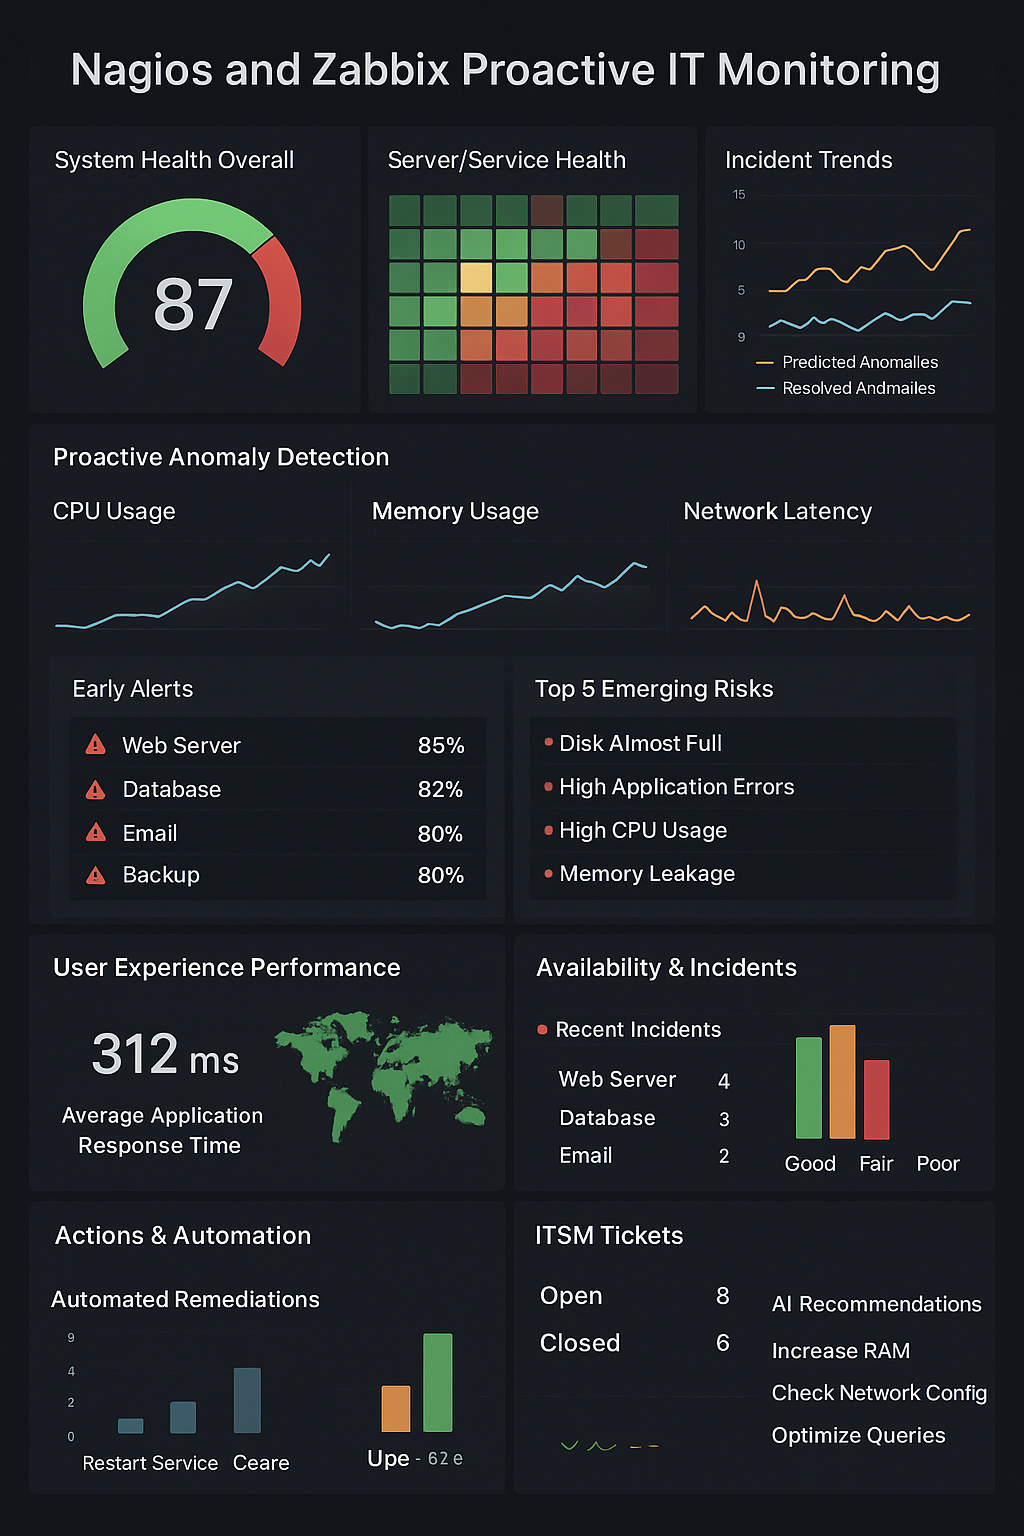 Nagios and Zabbix Proactive IT Monitoring
System Health Overall
87
Server/Service Health
Incident Trends
15
10
5
9
Predicted Anomalles
Resolved Andmailes
Proactive Anomaly Detection
CPU Usage
Memory Usage
Network Latency
Early Alerts
Web Server 85%
Database 82%
Email 80%
Backup 80%
Top 5 Emerging Risks
Disk Almost Full
High Application Errors
High CPU Usage
Memory Leakage
User Experience Performance
312 ms
Average Application
Response Time
Availability & Incidents
Recent Incidents
Web Server 4
Database 3
Email 2
Good Fair Poor
Actions & Automation
Automated Remediations
9
4
2
0
Restart Service Ceare
Upe - 62 e
ITSM Tickets
Open 8
Closed 6
AI Recommendations
Increase RAM
Check Network Config
Optimize Queries